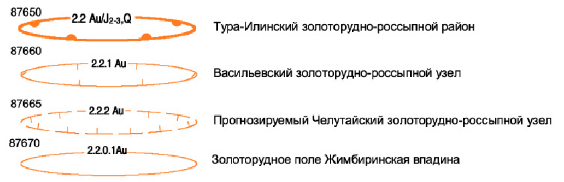 87650
2.2 Au/J2-3,Q
Тура-Илинский золоторудно-россыпной район
87660
2.2.1 Au
Васильевский золоторудно-россыпной узел
87665
2.2.2 Au
Прогнозируемый Челутайский золоторудно-россыпной узел
87670
2.2.0.1Au
Золоторудное поле Жимбиринская впадина